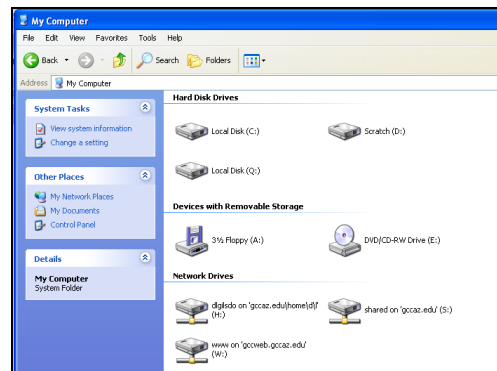 My Computer
File Edit View Favorites Tools Help
Back Search Folders
Address My Computer
System Tasks
View system information
Change a setting
Other Places
My Network Places
My Documents
Control Panel
Details
My Computer
System Folder
Hard Disk Drives
Local Disk (C:)
Scratch (D:)
Local Disk (Q:)
Devices with Removable Storage
3½ Floppy (A:)
DVD/CD-RW Drive (E:)
Network Drives
on 'gccaz.edu\home\d\l'
(H:)
shared on 'gccaz.edu' (S:)
www on 'gccweb.gccaz.edu'
(W:)